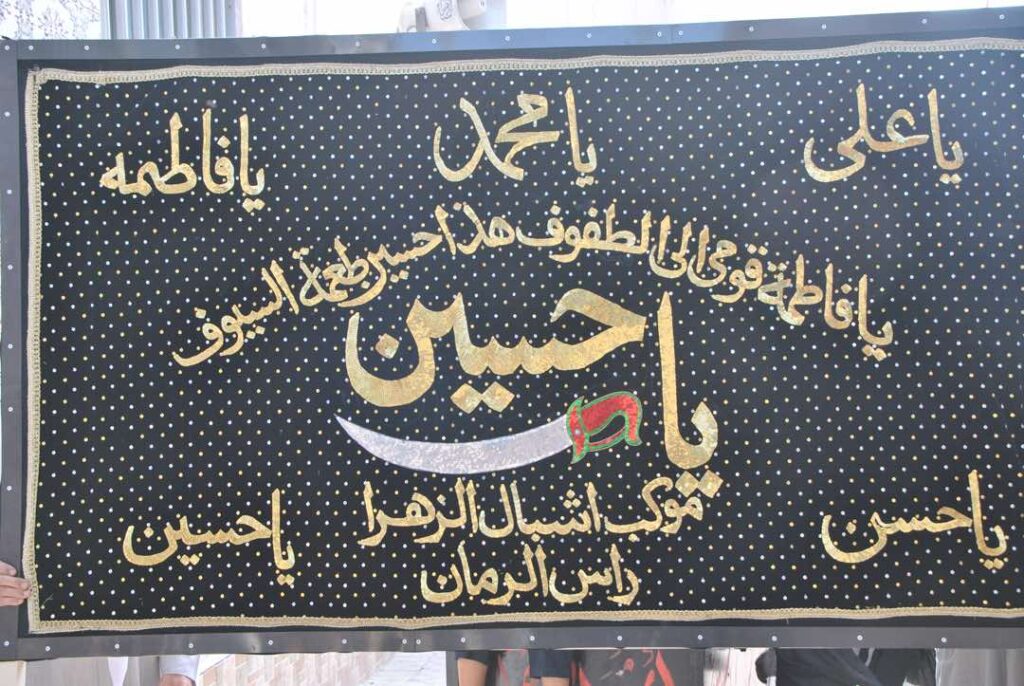 يا علي
يا محمد
يا فاطمه
يا فاطمة قومي الى الطفوف هذا حسين طعمة السيوف
يا حسين
يا حسن
موكب اشبال الزهرا
يا حسين
راس الرمان